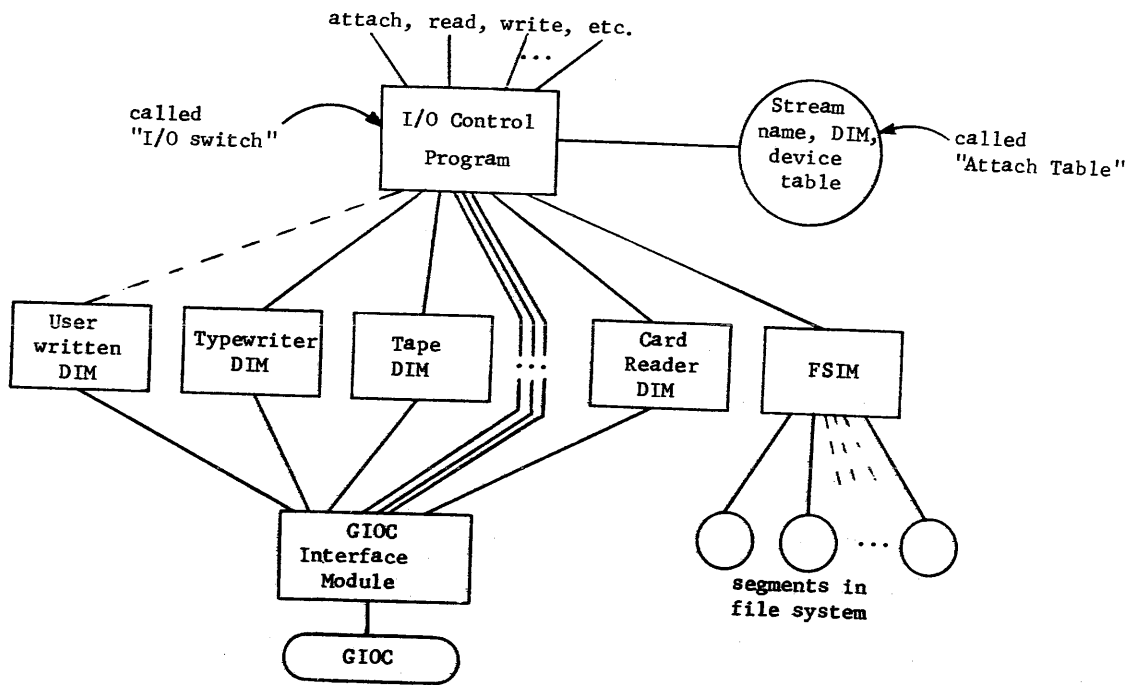 attach, read, write, etc.
...
called
"I/O switch"
I/O Control
Program
Stream
name, DIM,
device
table
called
"Attach Table"
User
written
DIM
Typewriter
DIM
Tape
DIM
...
Card
Reader
DIM
FSIM
GIOC
Interface
Module
...
segments in
file system
GIOC